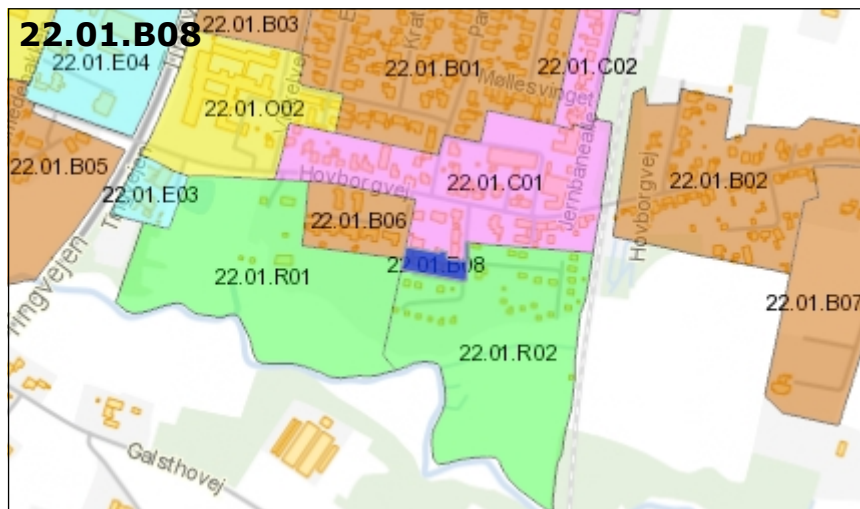 22.01.B08
22.01.B03
22.01.E04
22.01.B01
22.01.C02
Møllesvinget
22.01.O02
22.01.B05
22.01.E03
Hovborgvej
22.01.C01
Jernbanealle
22.01.B02
22.01.B06
Hovborgvej
22.01.R01
22.01.B08
22.01.B07
Tingvejen
22.01.R02
Galsthovej